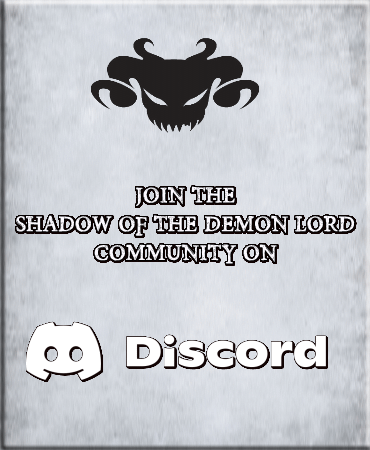 JOIN THE
SHADOW OF THE DEMON LORD
COMMUNITY ON
Discord